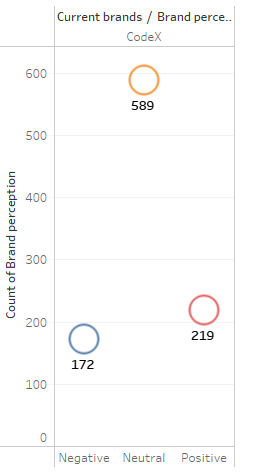 Current brands / Brand perce..
CodeX
600
589
500
400
300
219
200
172
100
0
Count of Brand perception
Negative Neutral Positive